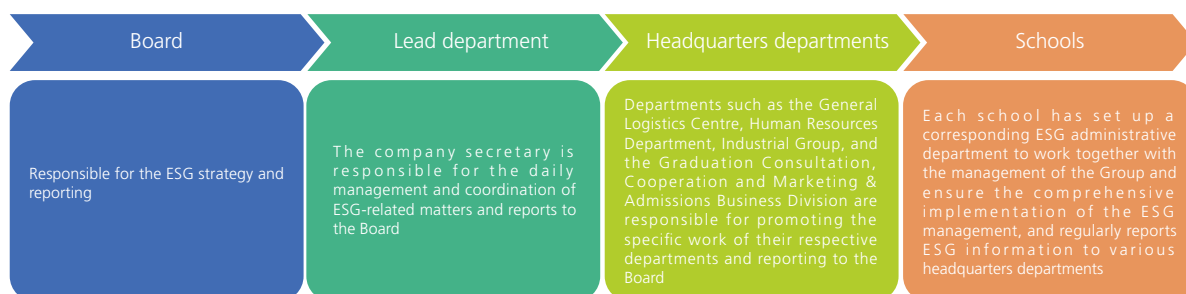 Board
Lead department
Headquarters departments
Schools
Responsible for the ESG strategy and
reporting
The company secretary is
responsible for the daily
management and coordination of
ESG-related matters and reports to
the Board
Departments such as the General
Logistics Centre, Human Resources
Department, Industrial Group, and
the Graduation Consultation,
Cooperation and Marketing &
Admissions Business Division are
responsible for promoting the
specific work of their respective
departments and reporting to the
Board
Each school has set up a
corresponding ESG administrative
department to work together with
the management of the Group and
ensure the comprehensive
implementation of the ESG
management, and regularly reports
ESG information to various
headquarters departments